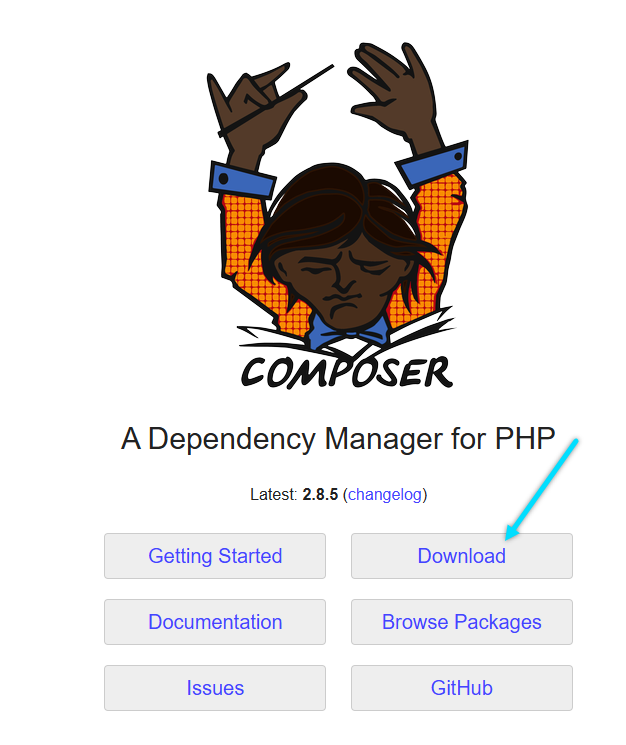 COMPOSER
A Dependency Manager for PHP
Latest: 2.8.5 (changelog)
Getting Started
Download
Documentation
Browse Packages
Issues
GitHub